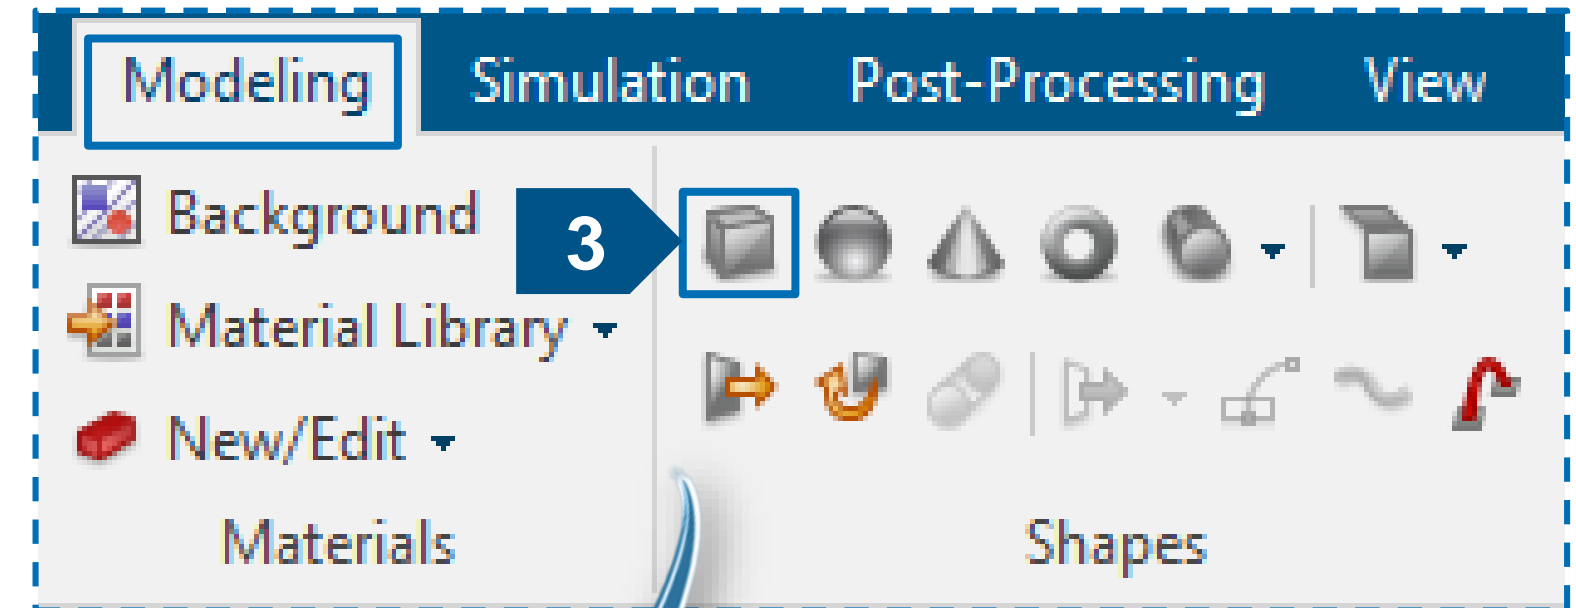 Modeling Simulation Post-Processing View
Background
3
Material Library
New/Edit
Materials
Shapes